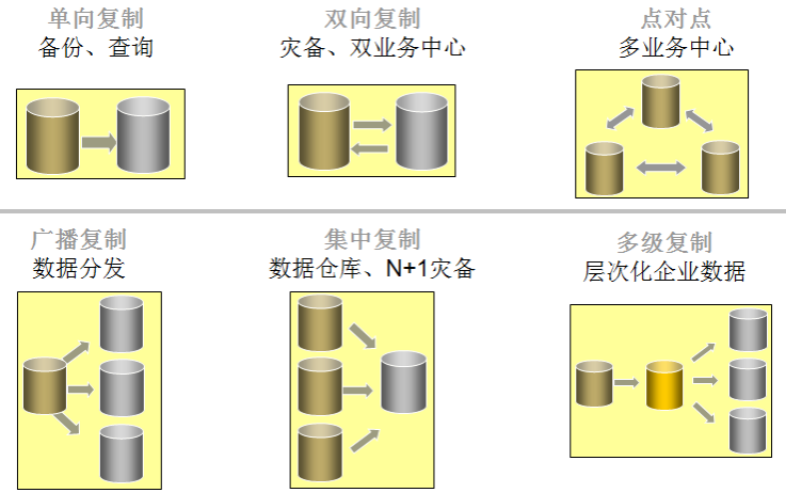 单向复制
备份、查询
双向复制
灾备、双业务中心
点对点
多业务中心
广播复制
数据分发
集中复制
数据仓库、N+1灾备
多级复制
层次化企业数据